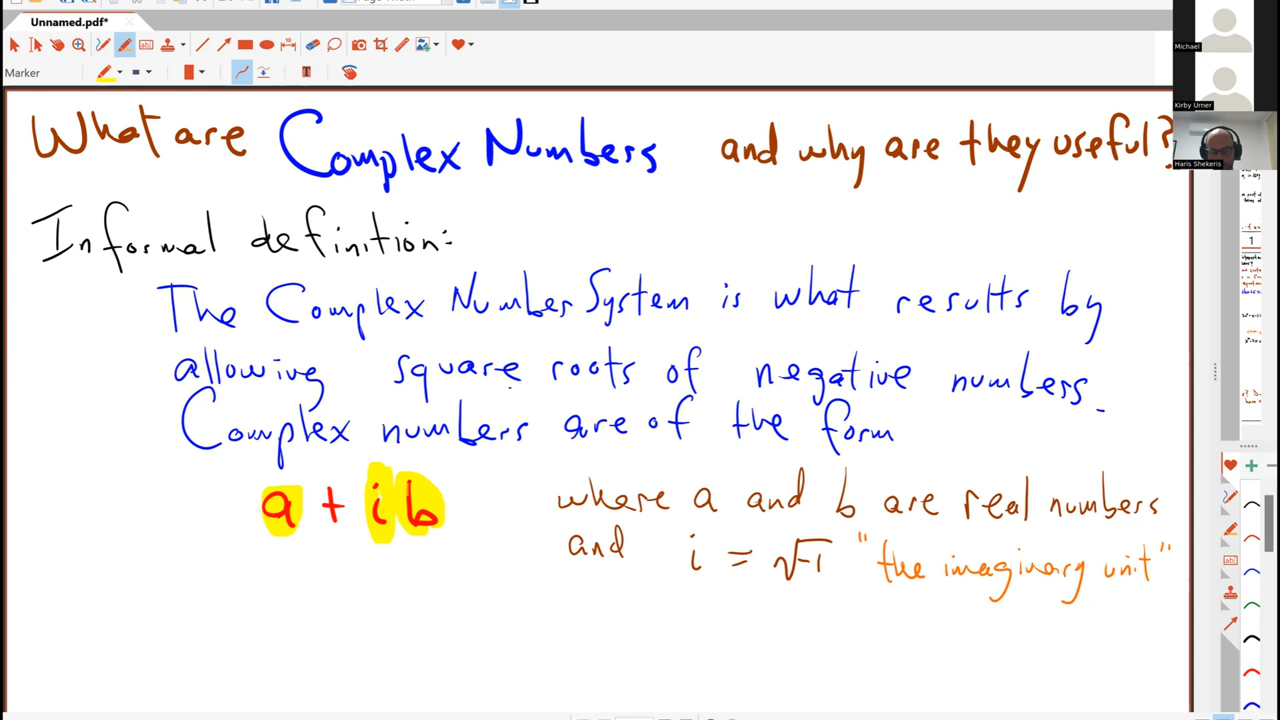 Unnamed.pdf*
Marker
Michael
Kirby Urner
Haris Shekeris
What are Complex Numbers and why are they useful?
Informal definition:
The Complex Number System is what results by
allowing square roots of negative numbers.
Complex numbers are of the form
a + i b
where a and b are real numbers
and i = √-1 "the imaginary unit"
1